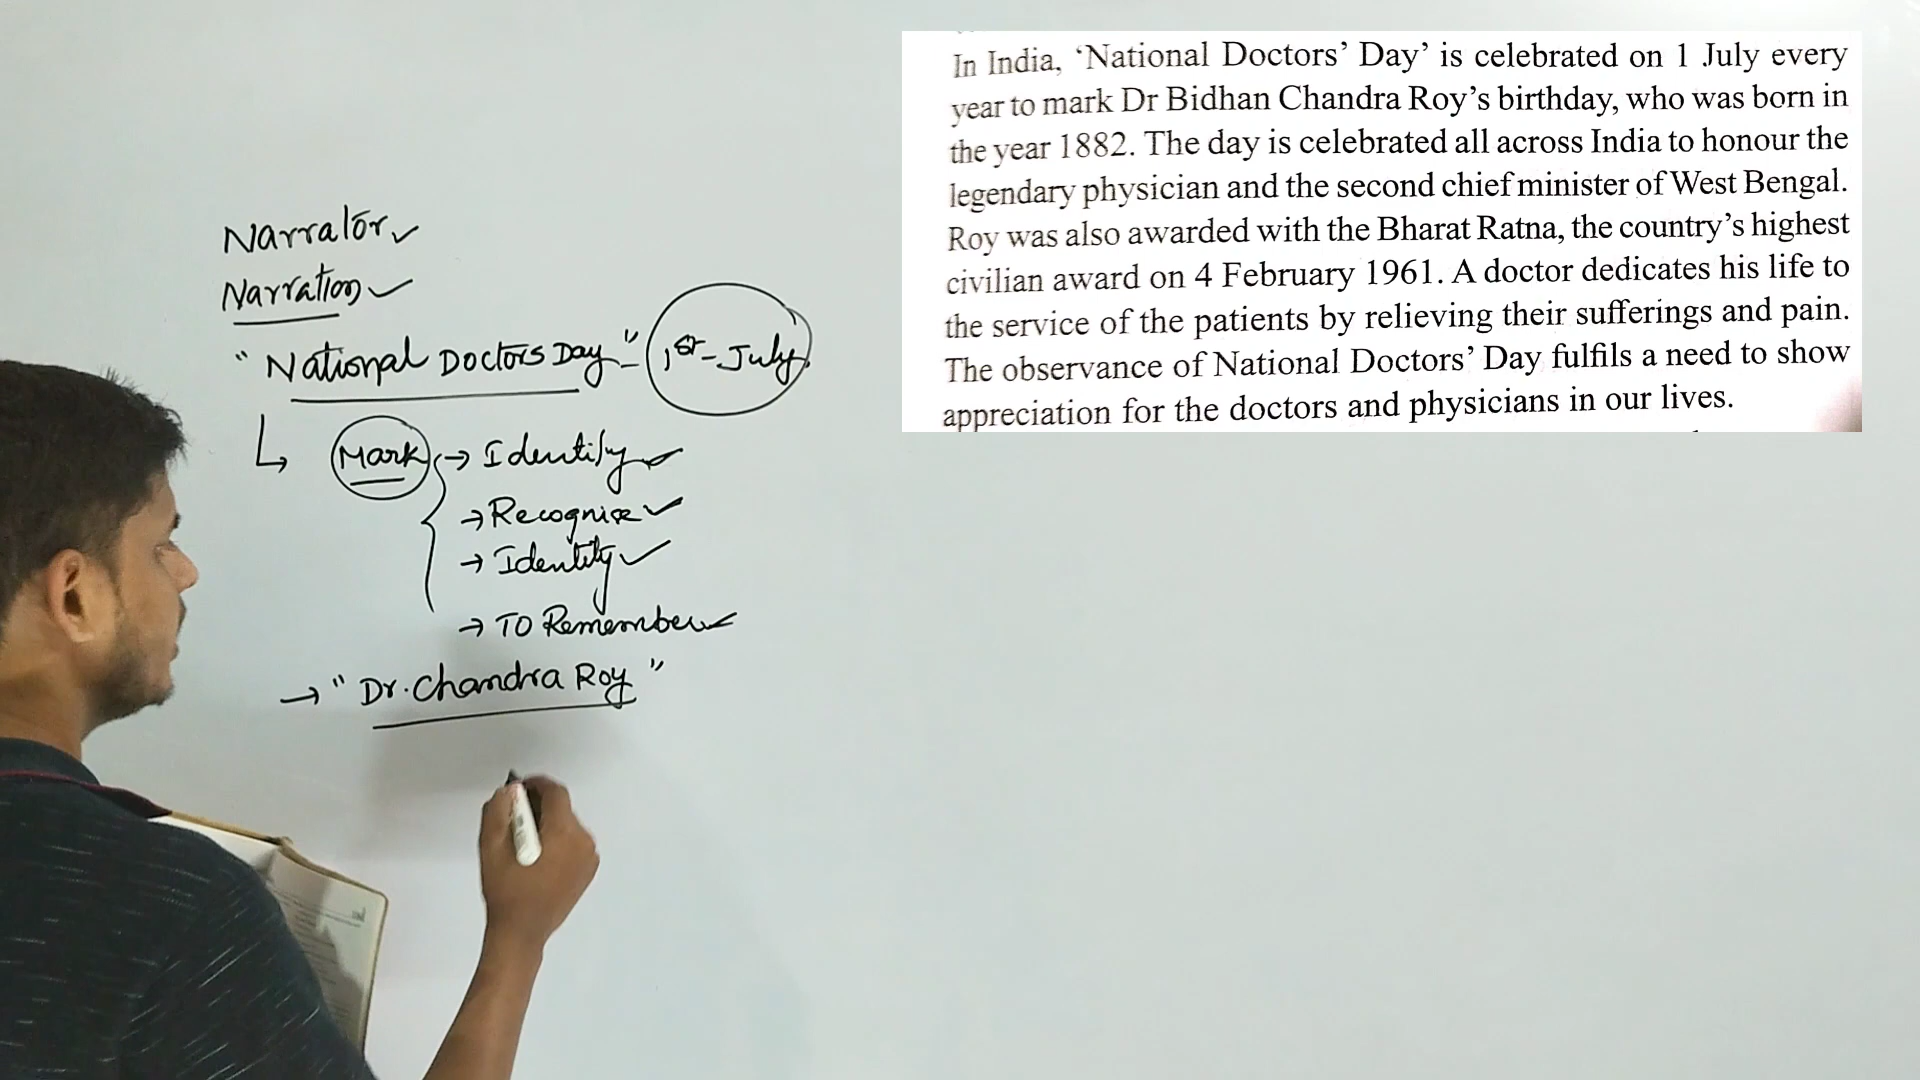 Narrator
Narration
"National Doctors Day" - 1st - July.
Mark → Identify
→ Recognise
→ Identity
→ TO Remember
→ "Dr. Chandra Roy"
In India, ‘National Doctors’ Day’ is celebrated on 1 July every
year to mark Dr Bidhan Chandra Roy’s birthday, who was born in
the year 1882. The day is celebrated all across India to honour the
legendary physician and the second chief minister of West Bengal.
Roy was also awarded with the Bharat Ratna, the country’s highest
civilian award on 4 February 1961. A doctor dedicates his life to
the service of the patients by relieving their sufferings and pain.
The observance of National Doctors’ Day fulfils a need to show
appreciation for the doctors and physicians in our lives.